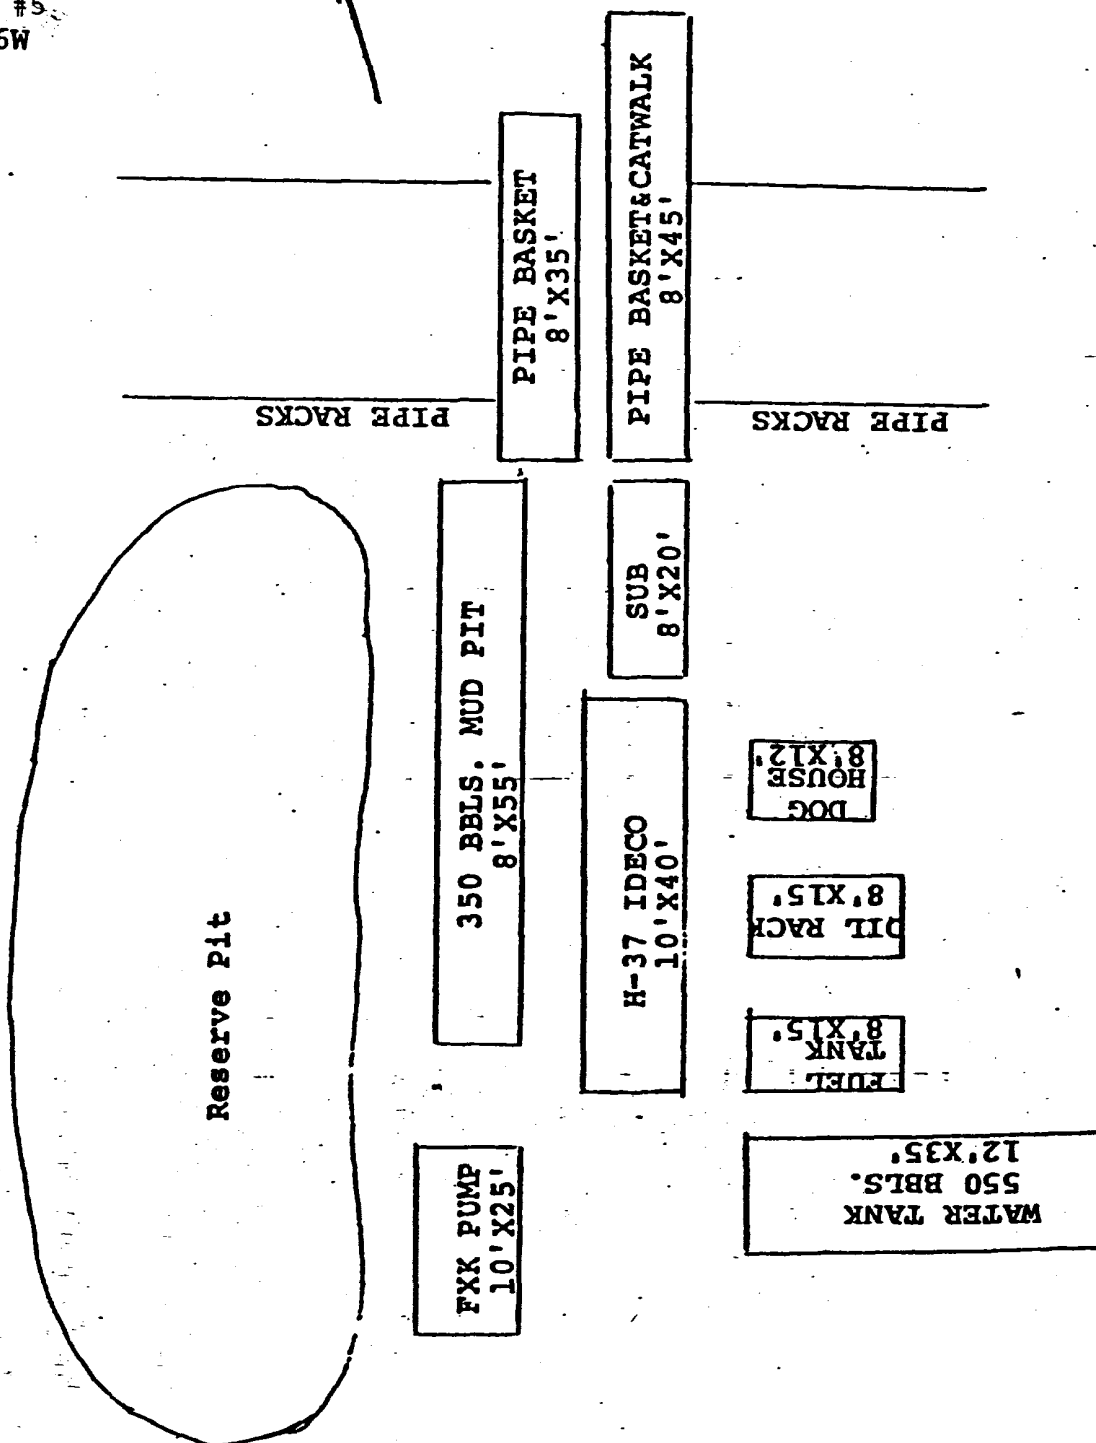 #5
6W
PIPE BASKET
8'X35'
PIPE BASKET&CATWALK
8'X45'
PIPE RACKS
PIPE RACKS
350 BBLS. MUD PIT
8'X55'
SUB
8'X20'
H-37 IDECO
10'X40'
DOG
HOUSE
8'X12'
OIL RACK
8'X15'
FUEL
TANK
8'X15'
Reserve Pit
FXK PUMP
10'X25'
WATER TANK
550 BBLS.
12'X35'